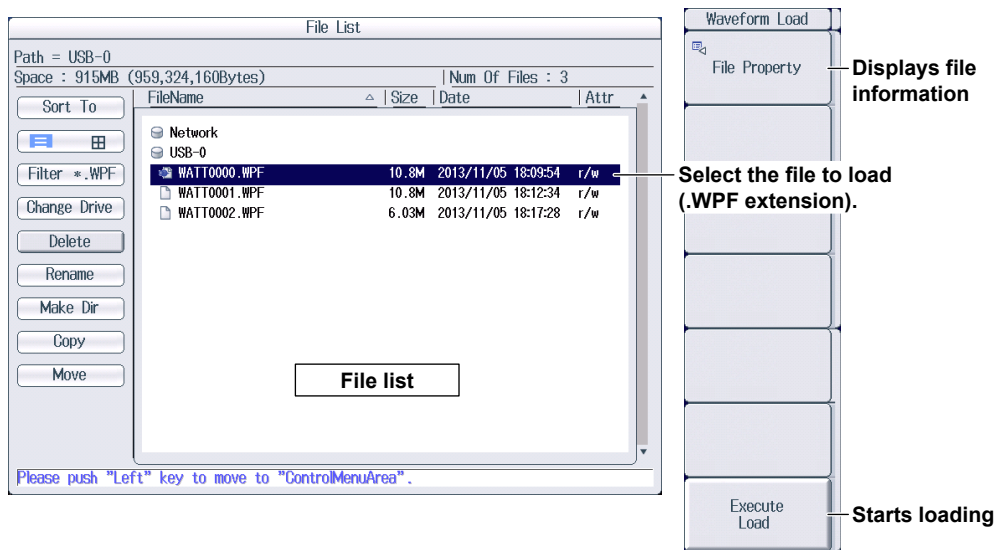 File List
Path = USB-0
Space : 915MB (959,324,160Bytes) Num Of Files : 3
FileName Size Date Attr
Network
USB-0
WATT0000.WPF 10.8M 2013/11/05 18:09:54 r/w
WATT0001.WPF 10.8M 2013/11/05 18:12:34 r/w
WATT0002.WPF 6.03M 2013/11/05 18:17:28 r/w
Sort To
Filter *.WPF
Change Drive
Delete
Rename
Make Dir
Copy
Move
File list
Please push "Left" key to move to "ControlMenuArea".
Waveform Load
File Property
Displays file
information
Select the file to load
(.WPF extension).
Execute
Load
Starts loading